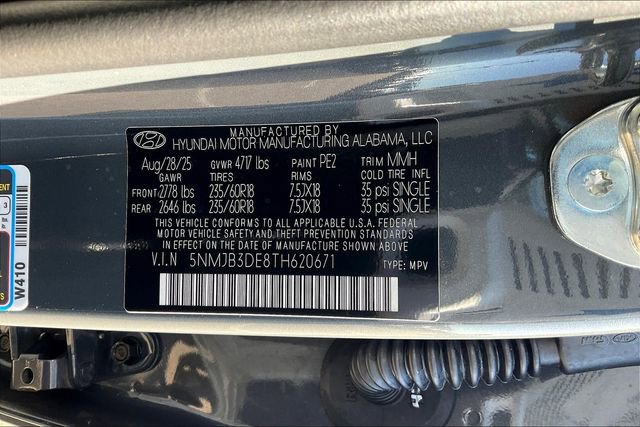 MANUFACTURED BY
HYUNDAI MOTOR MANUFACTURING ALABAMA, LLC
Aug/28/25 GVWR 4717 lbs PAINT PE2 TRIM MMH
GAWR TIRES RIMS COLD TIRE INFL
FRONT 2778 lbs 235/60R18 7.5JX18 35 psi SINGLE
REAR 2646 lbs 235/60R18 7.5JX18 35 psi SINGLE
THIS VEHICLE CONFORMS TO ALL APPLICABLE U.S.A FEDERAL
MOTOR VEHICLE SAFETY AND THEFT PREVENTION STANDARDS
IN EFFECT ON THE DATE OF MANUFACTURE SHOWN ABOVE
V.I.N 5NMJB3DE8TH620671 TYPE: MPV
ENT
3
W410